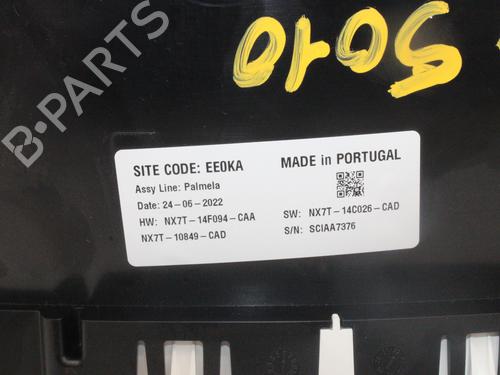 5010
SITE CODE: EE0KA
MADE in PORTUGAL
Assy Line: Palmela
Date: 24-06-2022
HW: NX7T-14F094-CAA
SW: NX7T-14C026-CAD
NX7T-10849-CAD
S/N: SCIAA7376
B-PARTS